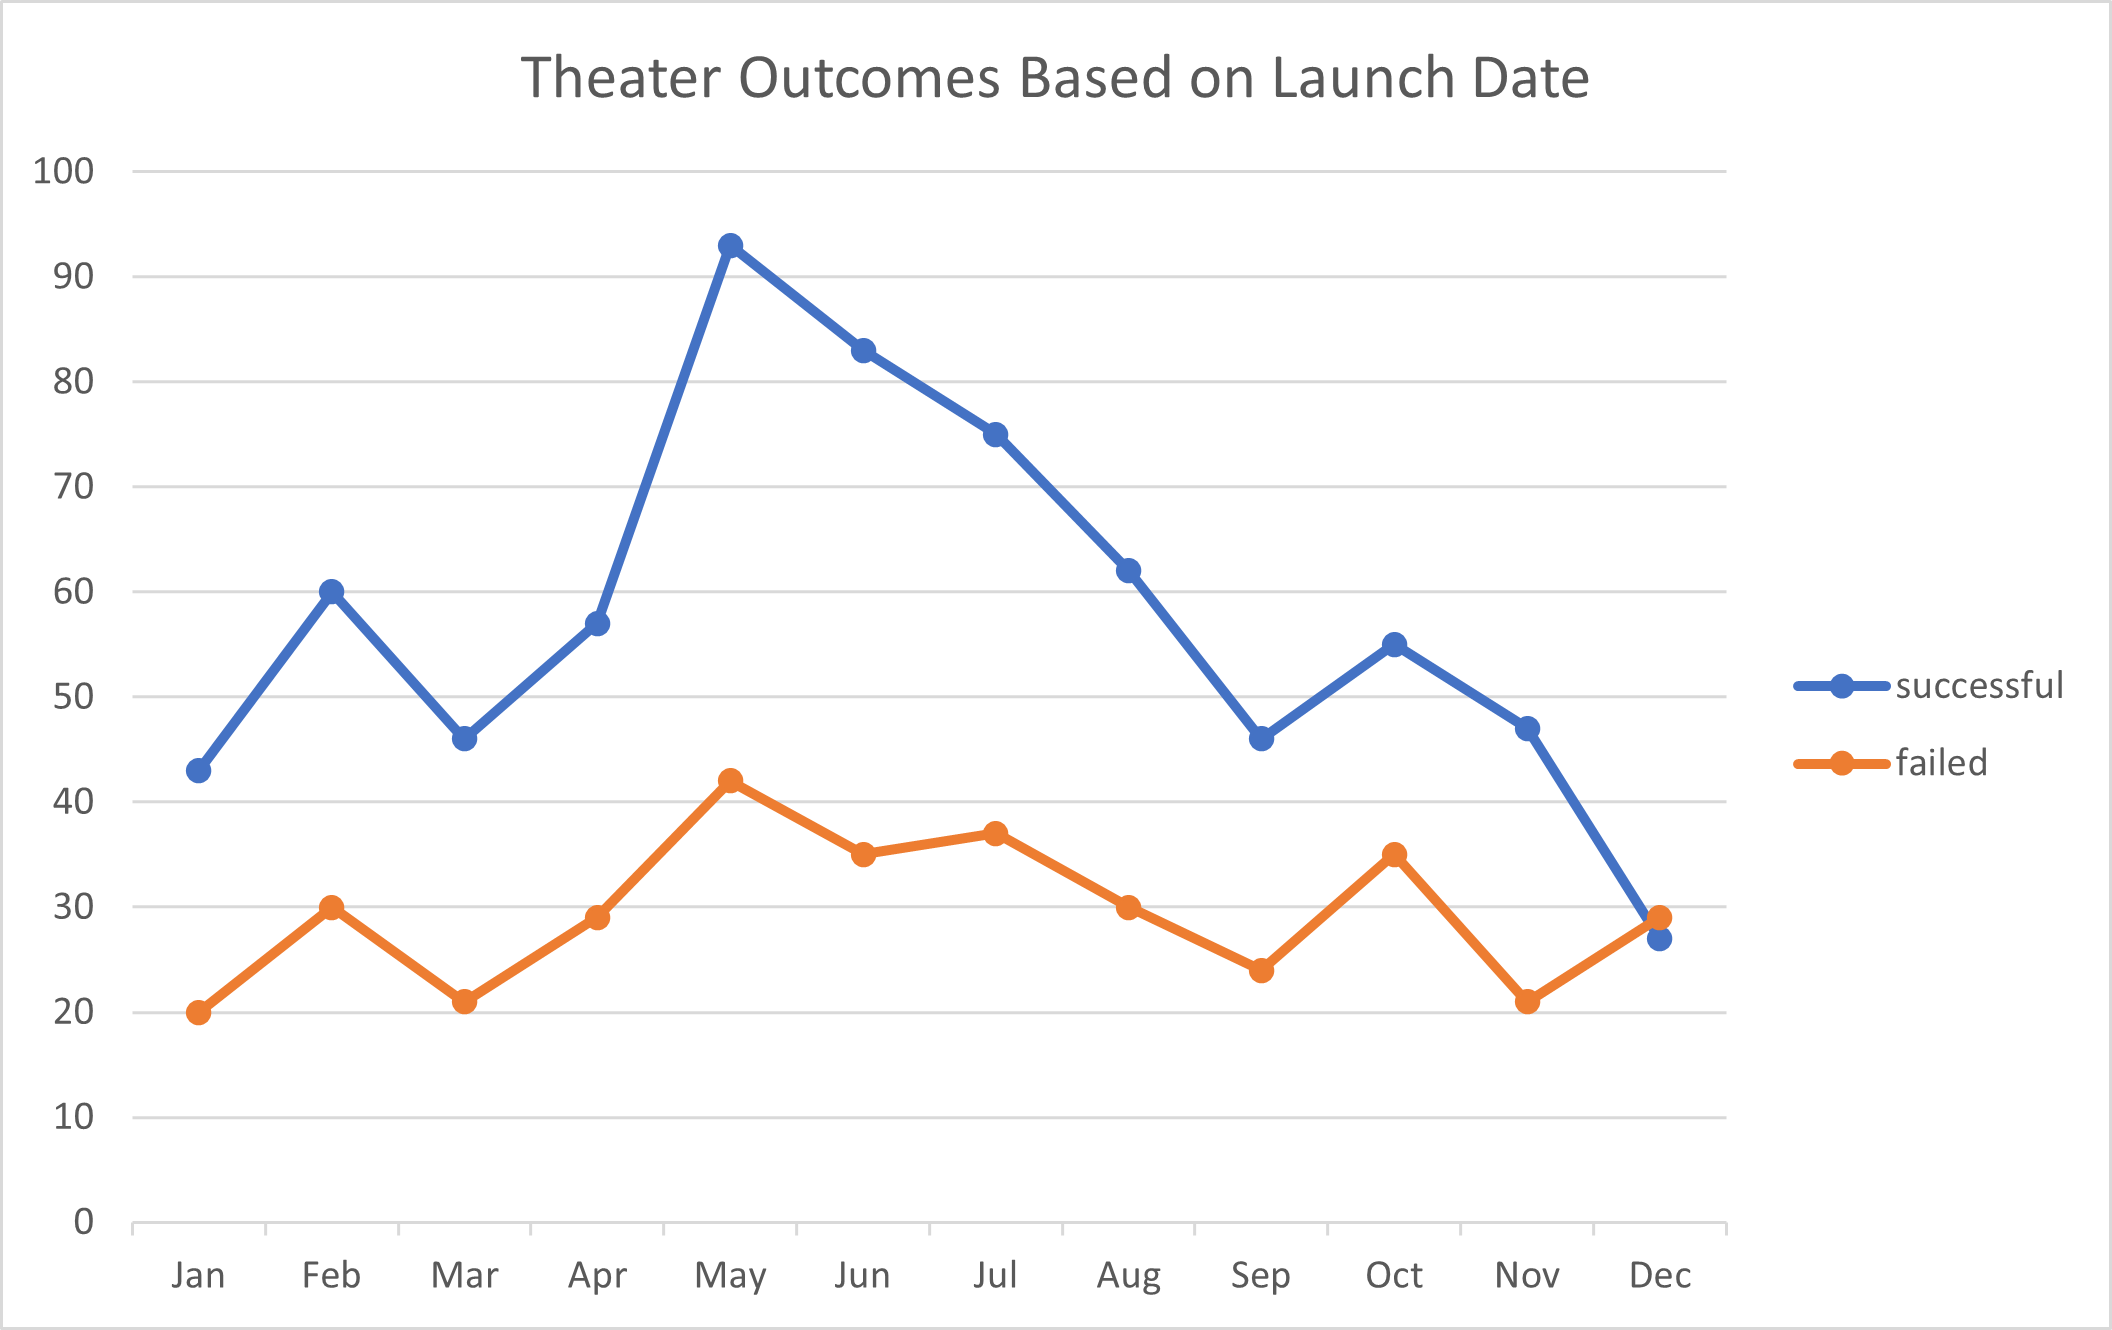 Theater Outcomes Based on Launch Date
100
90
80
70
60
50
40
30
20
10
0
Jan Feb Mar Apr May Jun Jul Aug Sep Oct Nov Dec
successful
failed